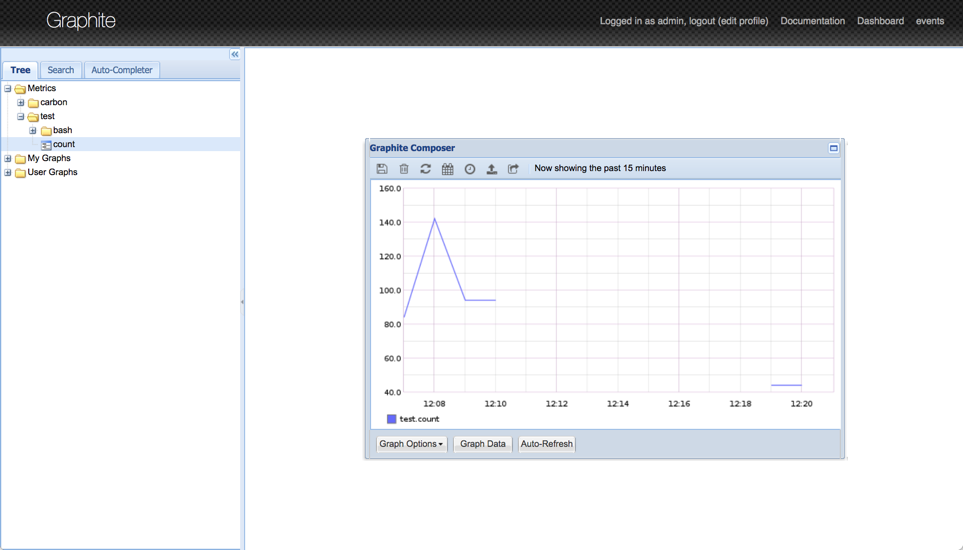 Graphite
Logged in as admin, logout (edit profile) Documentation Dashboard events
Tree Search Auto-Completer
Metrics
carbon
test
bash
count
My Graphs
User Graphs
Graphite Composer
Now showing the past 15 minutes
160.0
140.0
120.0
100.0
80.0
60.0
40.0
12:08 12:10 12:12 12:14 12:16 12:18 12:20
test.count
Graph Options Graph Data Auto-Refresh